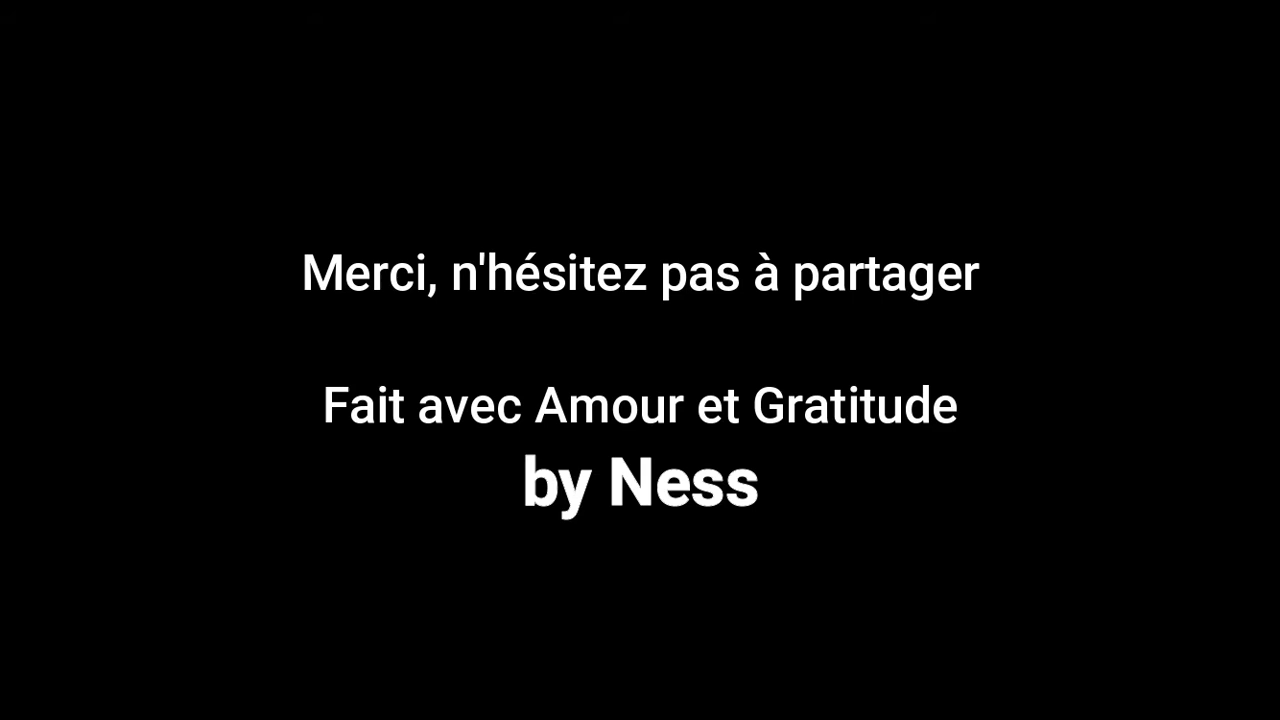 Merci, n'hésitez pas à partager
Fait avec Amour et Gratitude
by Ness